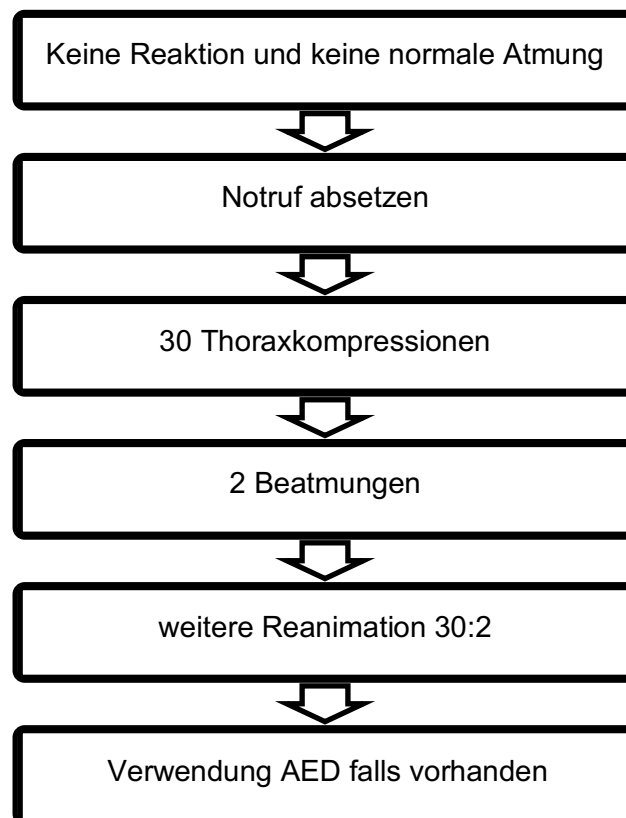 Keine Reaktion und keine normale Atmung
Notruf absetzen
30 Thoraxkompressionen
2 Beatmungen
weitere Reanimation 30:2
Verwendung AED falls vorhanden